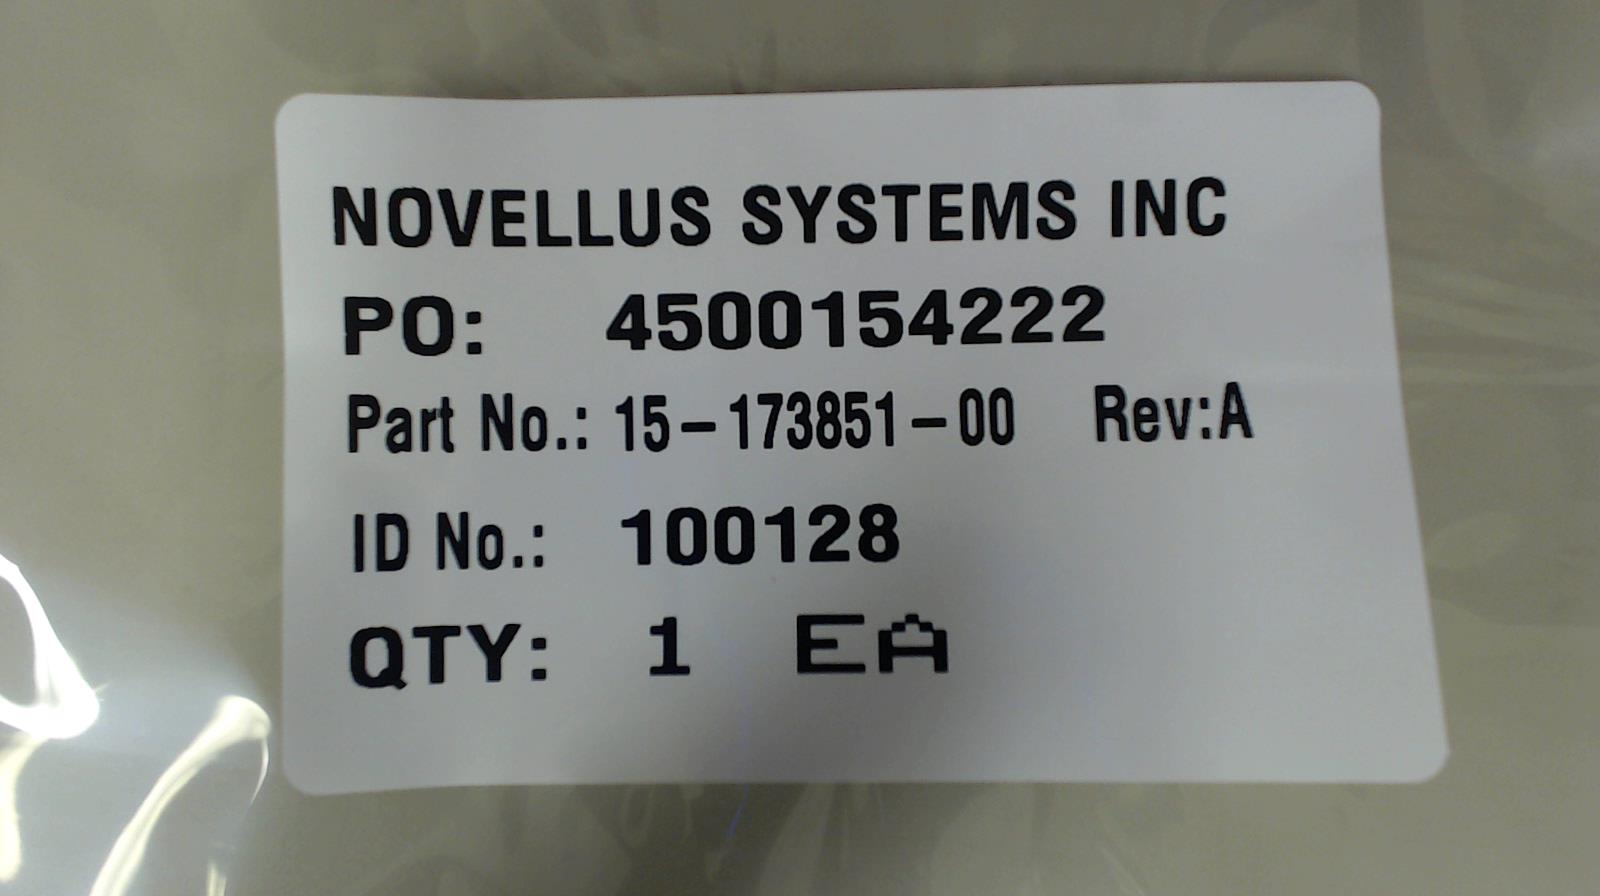 NOVELLUS SYSTEMS INC
PO: 4500154222
Part No.: 15-173851-00 Rev:A
ID No.: 100128
QTY: 1 EA